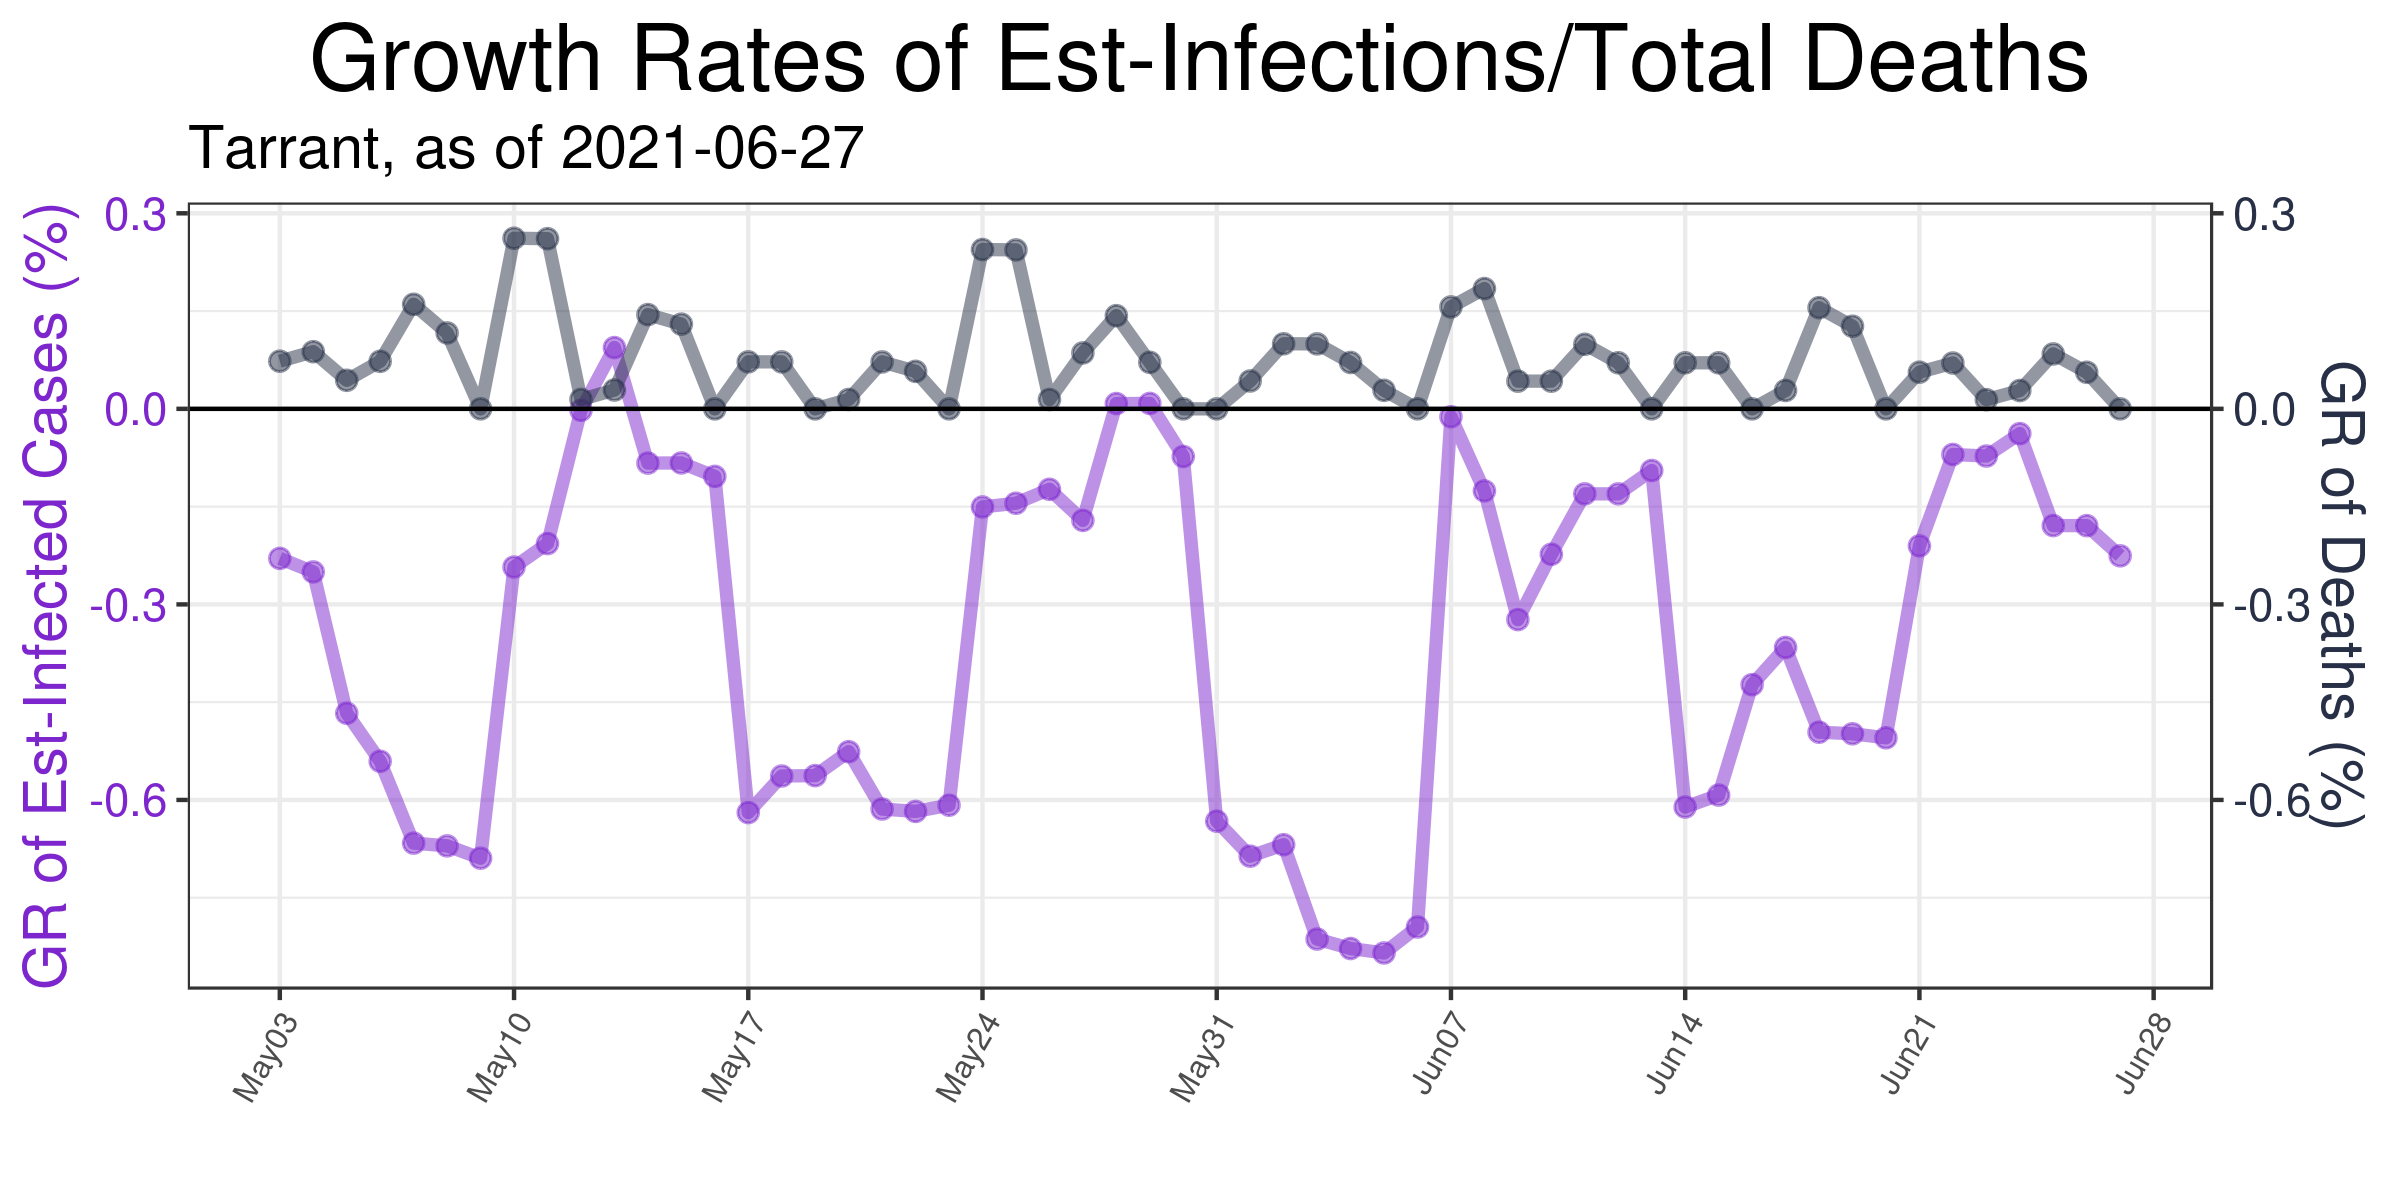 Growth Rates of Est-Infections/Total Deaths
Tarrant, as of 2021-06-27
GR of Est-Infected Cases (%)
0.3
0.0
-0.3
-0.6
0.3
0.0
-0.3
-0.6
GR of Deaths (%)
May03
May10
May17
May24
May31
Jun07
Jun14
Jun21
Jun28